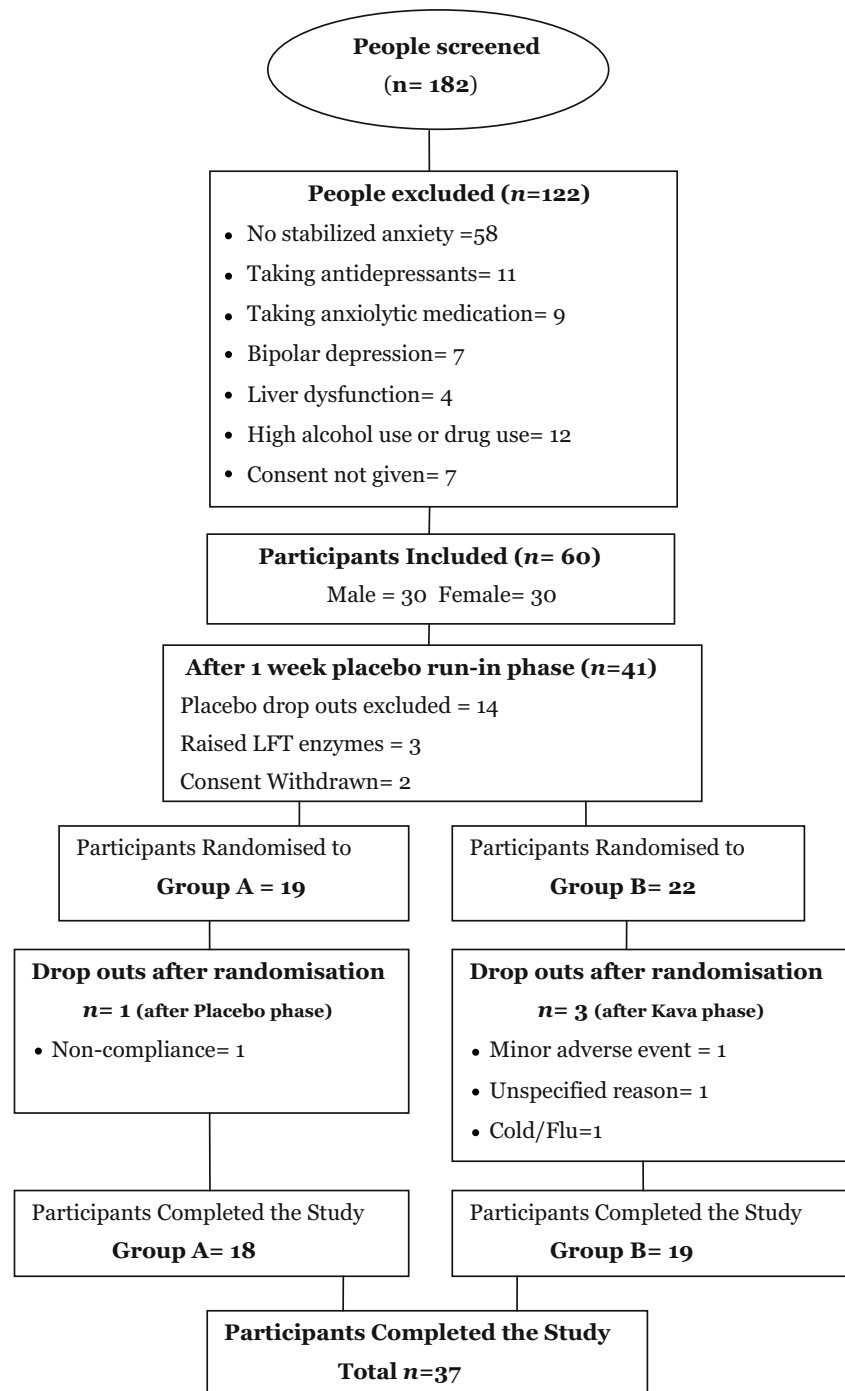 People screened
(n= 182)
People excluded (n=122)
• No stabilized anxiety =58
• Taking antidepressants= 11
• Taking anxiolytic medication= 9
• Bipolar depression= 7
• Liver dysfunction= 4
• High alcohol use or drug use= 12
• Consent not given= 7
Participants Included (n= 60)
Male = 30 Female= 30
After 1 week placebo run-in phase (n=41)
Placebo drop outs excluded = 14
Raised LFT enzymes = 3
Consent Withdrawn= 2
Participants Randomised to
Group A = 19
Participants Randomised to
Group B= 22
Drop outs after randomisation
n= 1 (after Placebo phase)
• Non-compliance= 1
Drop outs after randomisation
n= 3 (after Kava phase)
• Minor adverse event = 1
• Unspecified reason= 1
• Cold/Flu=1
Participants Completed the Study
Group A= 18
Participants Completed the Study
Group B= 19
Participants Completed the Study
Total n=37